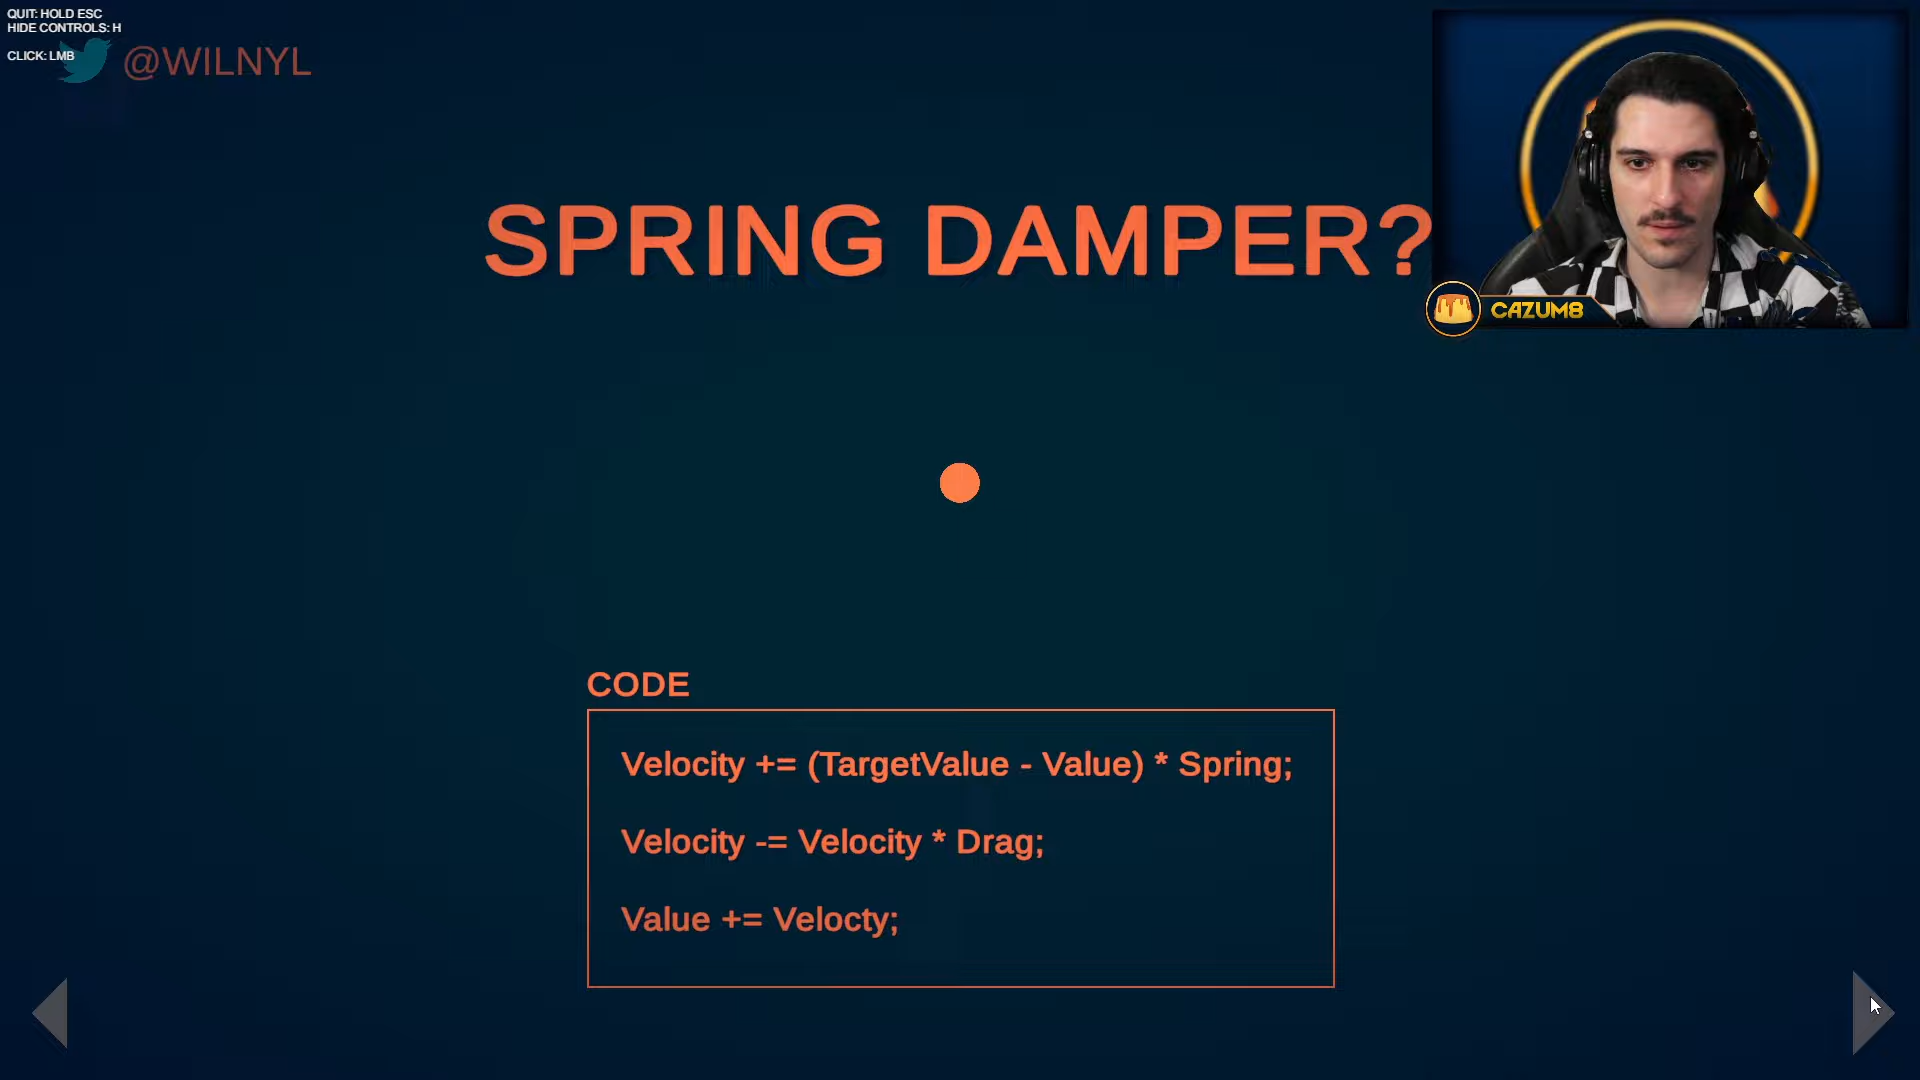 QUIT: HOLD ESC
HIDE CONTROLS: H
CLICK: LMB
@WILNYL
SPRING DAMPER?
CAZUM8
CODE
Velocity += (TargetValue - Value) * Spring;
Velocity -= Velocity * Drag;
Value += Velocty;